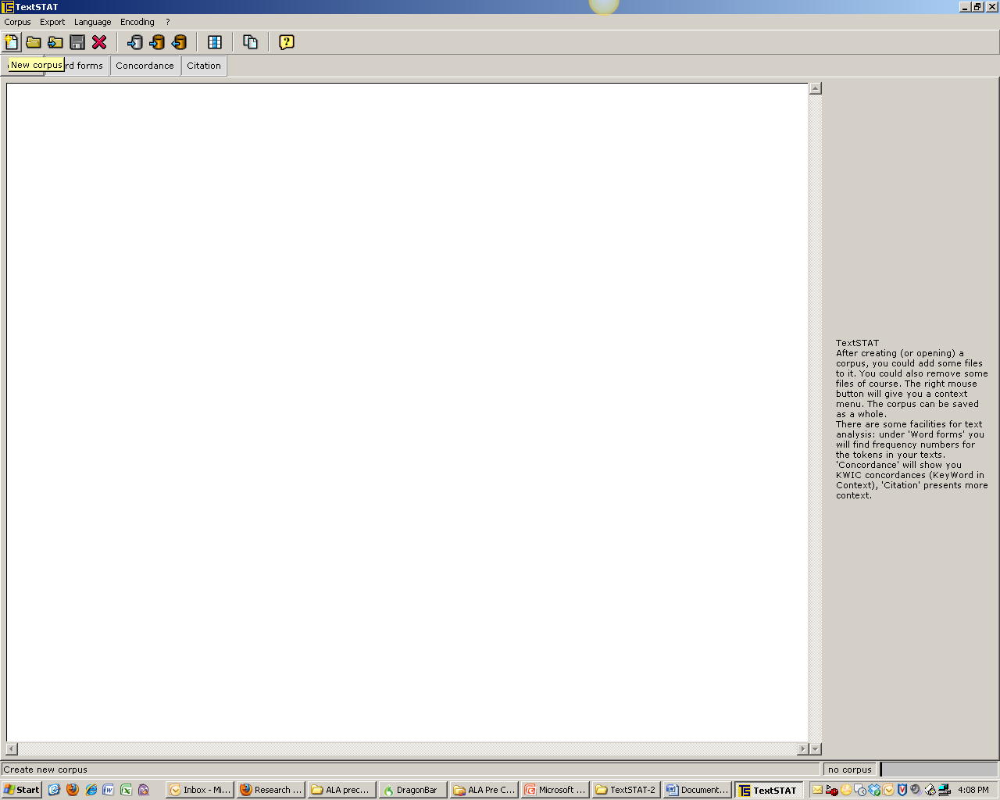 TextSTAT
Corpus Export Language Encoding ?
New corpus
rd forms Concordance Citation
TextSTAT
After creating (or opening) a
corpus, you could add some files
to it. You could also remove some
files of course. The right mouse
button will give you a context
menu. The corpus can be saved
as a whole.
There are some facilities for text
analysis: under 'Word forms' you
will find frequency numbers for
the tokens in your texts.
'Concordance' will show you
KWIC concordances (KeyWord in
Context), 'Citation' presents more
context.
Create new corpus no corpus
Start Inbox - Mi... Research ... ALA prec... DragonBar ALA Pre C... Microsoft ... TextSTAT-2 Document... TextSTAT 4:08 PM